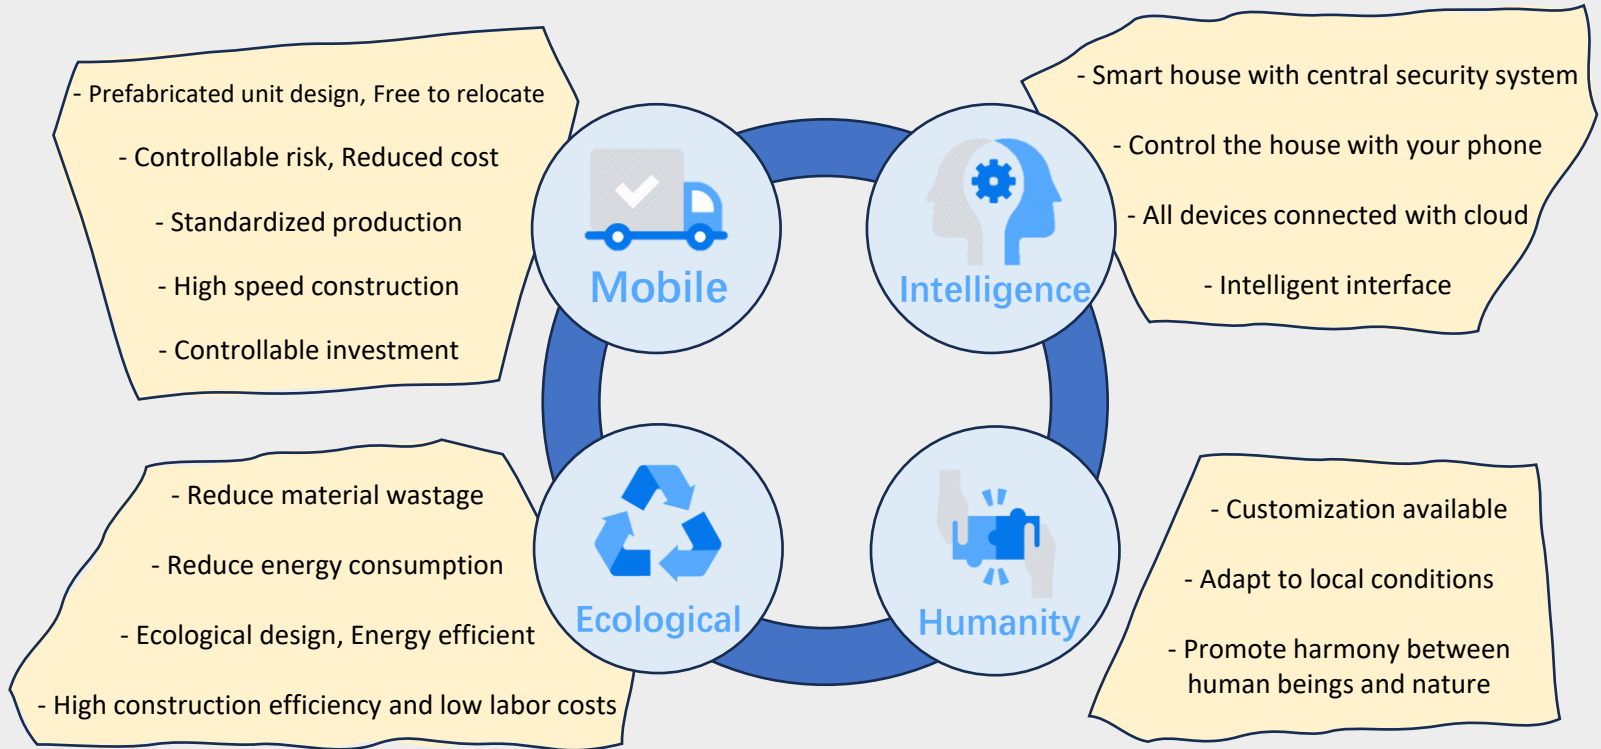 - Prefabricated unit design, Free to relocate
- Controllable risk, Reduced cost
- Standardized production
- High speed construction
- Controllable investment
Mobile
- Smart house with central security system
- Control the house with your phone
- All devices connected with cloud
- Intelligent interface
Intelligence
- Reduce material wastage
- Reduce energy consumption
- Ecological design, Energy efficient
- High construction efficiency and low labor costs
Ecological
- Customization available
- Adapt to local conditions
- Promote harmony between
human beings and nature
Humanity